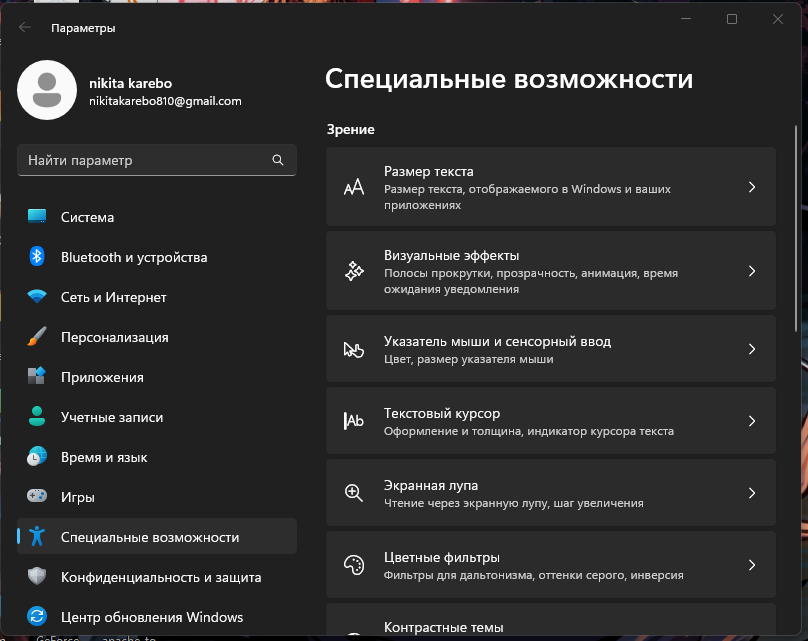 Параметры
nikita karebo
nikitakarebo810@gmail.com
Найти параметр
Система
Bluetooth и устройства
Сеть и Интернет
Персонализация
Приложения
Учетные записи
Время и язык
Игры
Специальные возможности
Конфиденциальность и защита
Центр обновления Windows
Специальные возможности
Зрение
Размер текста
Размер текста, отображаемого в Windows и ваших
приложениях
Визуальные эффекты
Полосы прокрутки, прозрачность, анимация, время
ожидания уведомления
Указатель мыши и сенсорный ввод
Цвет, размер указателя мыши
Ab
Текстовый курсор
Оформление и толщина, индикатор курсора текста
Экранная лупа
Чтение через экранную лупу, шаг увеличения
Цветные фильтры
Фильтры для дальтонизма, оттенки серого, инверсия
Контрастные темы